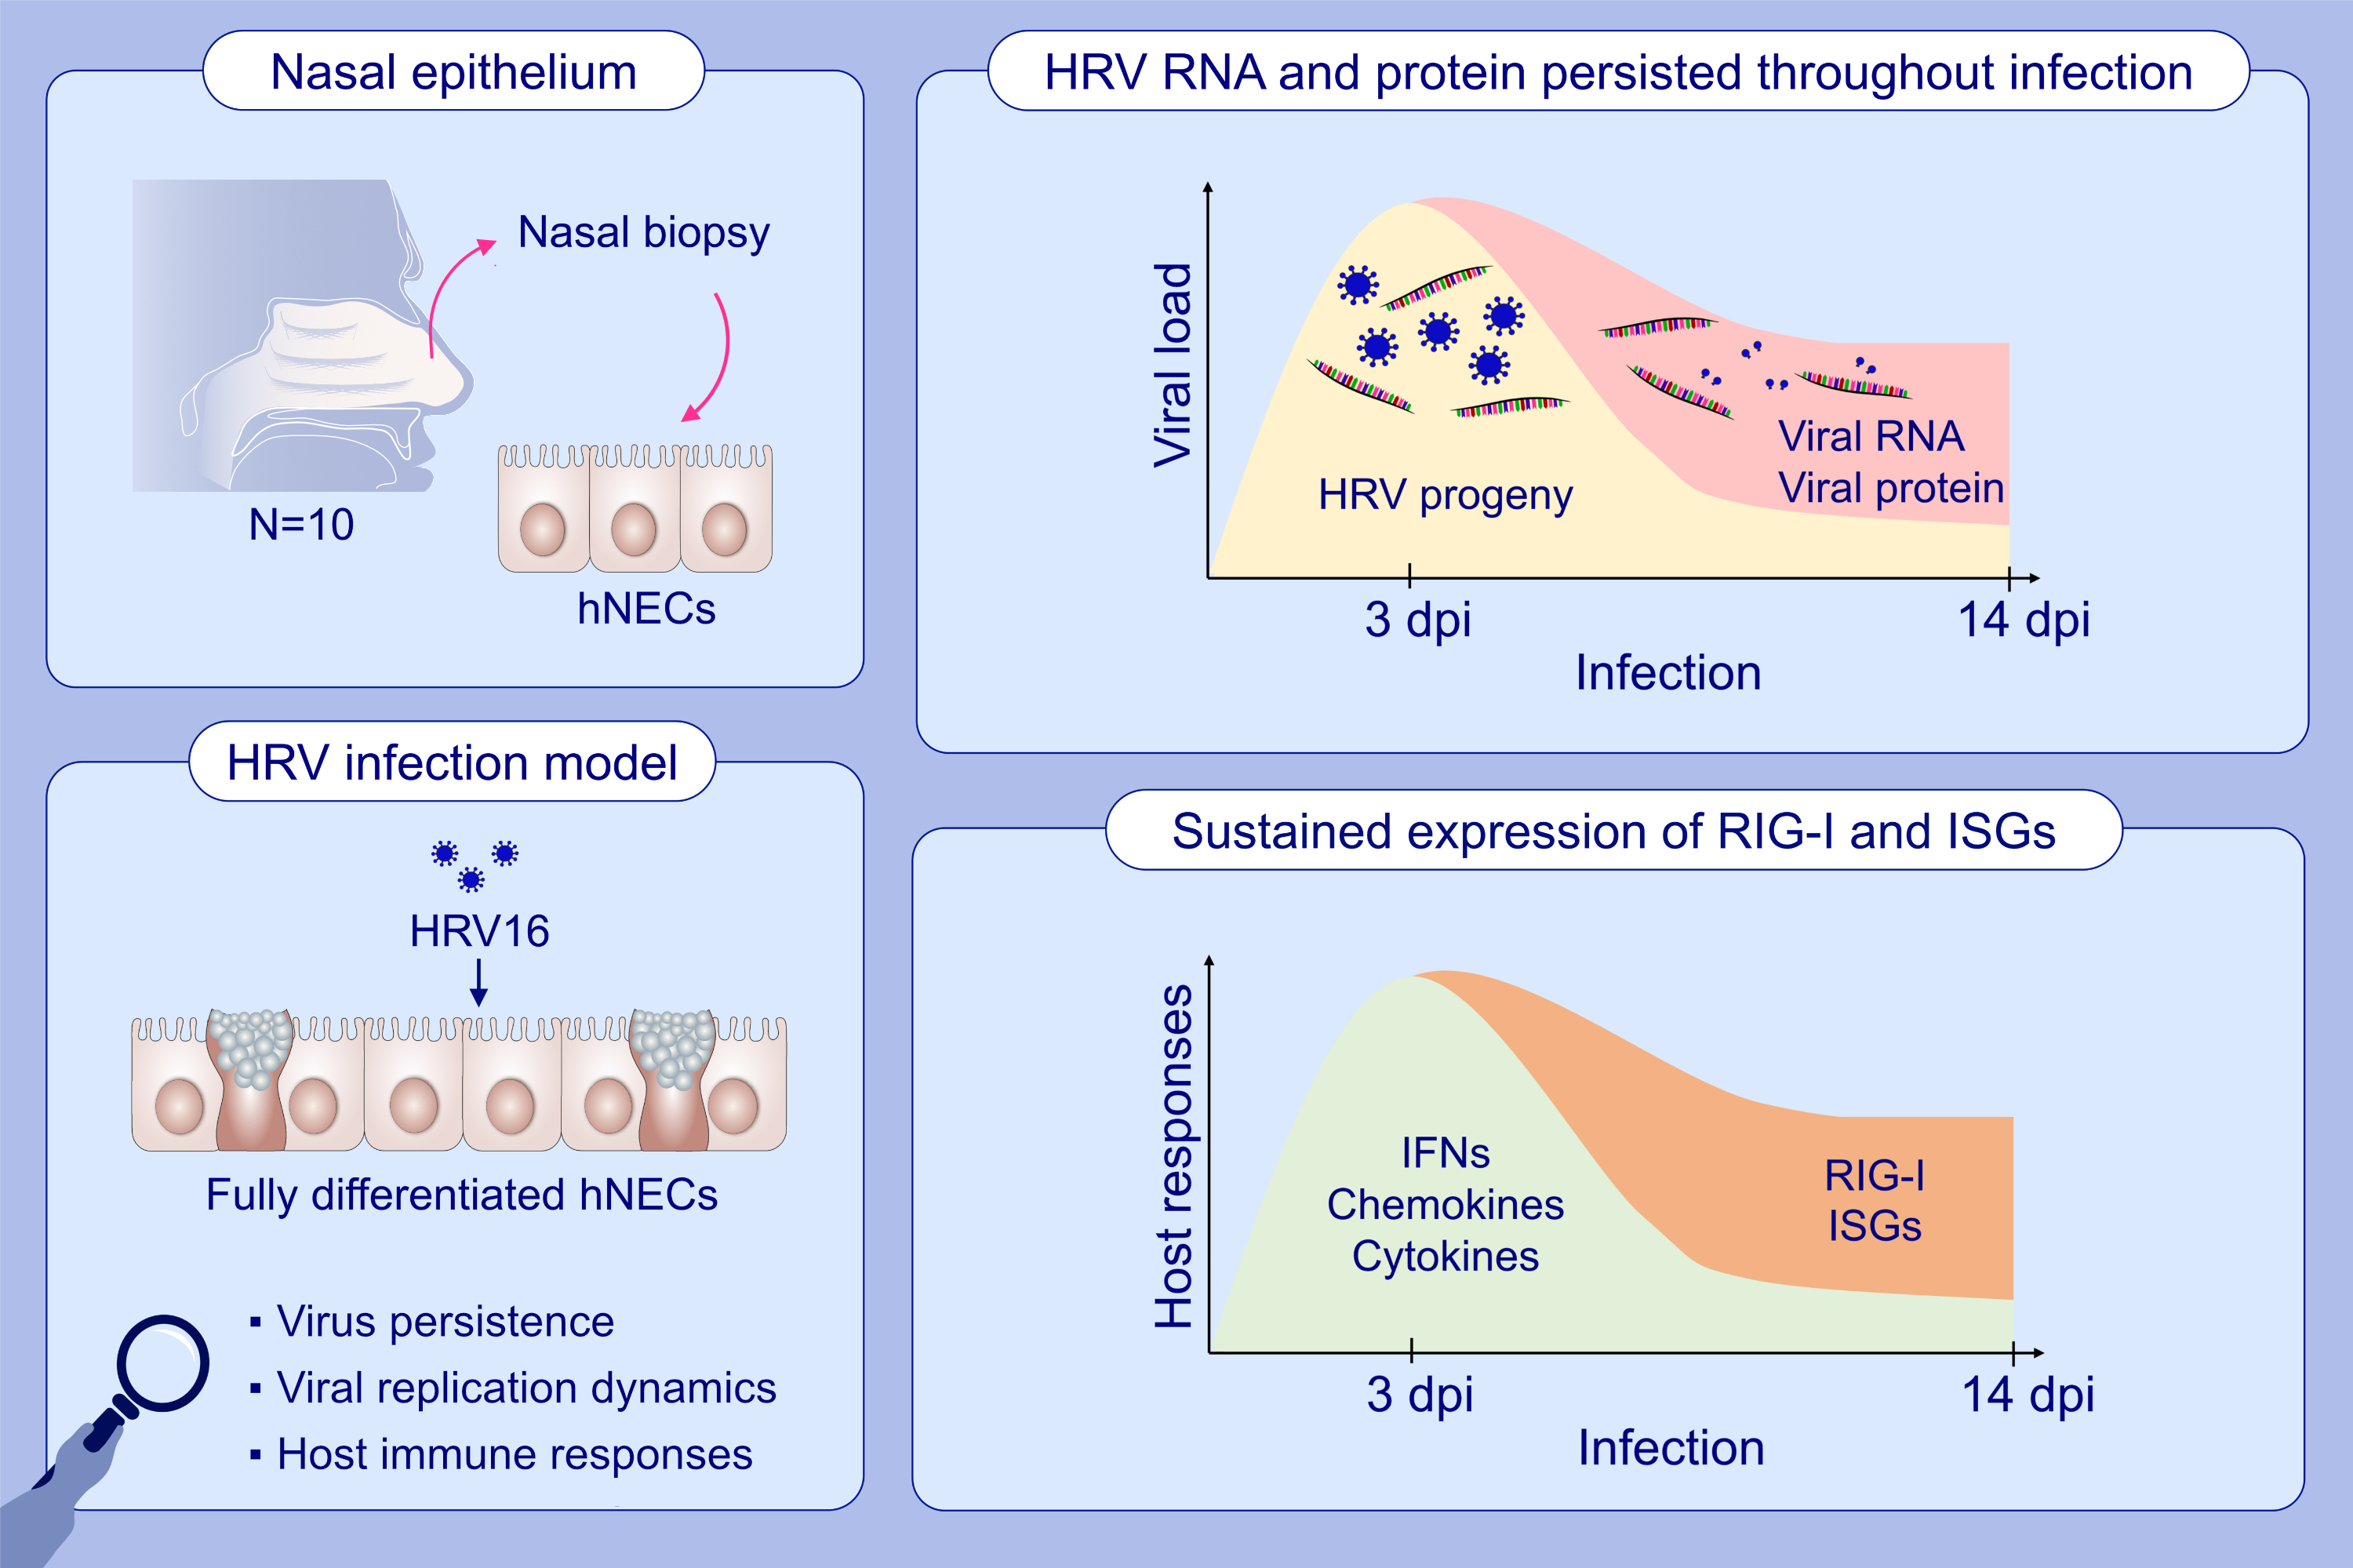 Nasal epithelium
Nasal biopsy
N=10
hNECs
HRV infection model
HRV16
Fully differentiated hNECs
▪ Virus persistence
▪ Viral replication dynamics
▪ Host immune responses
HRV RNA and protein persisted throughout infection
Viral load
HRV progeny
Viral RNA
Viral protein
3 dpi
14 dpi
Infection
Sustained expression of RIG-I and ISGs
Host responses
IFNs
Chemokines
Cytokines
RIG-I
ISGs
3 dpi
14 dpi
Infection